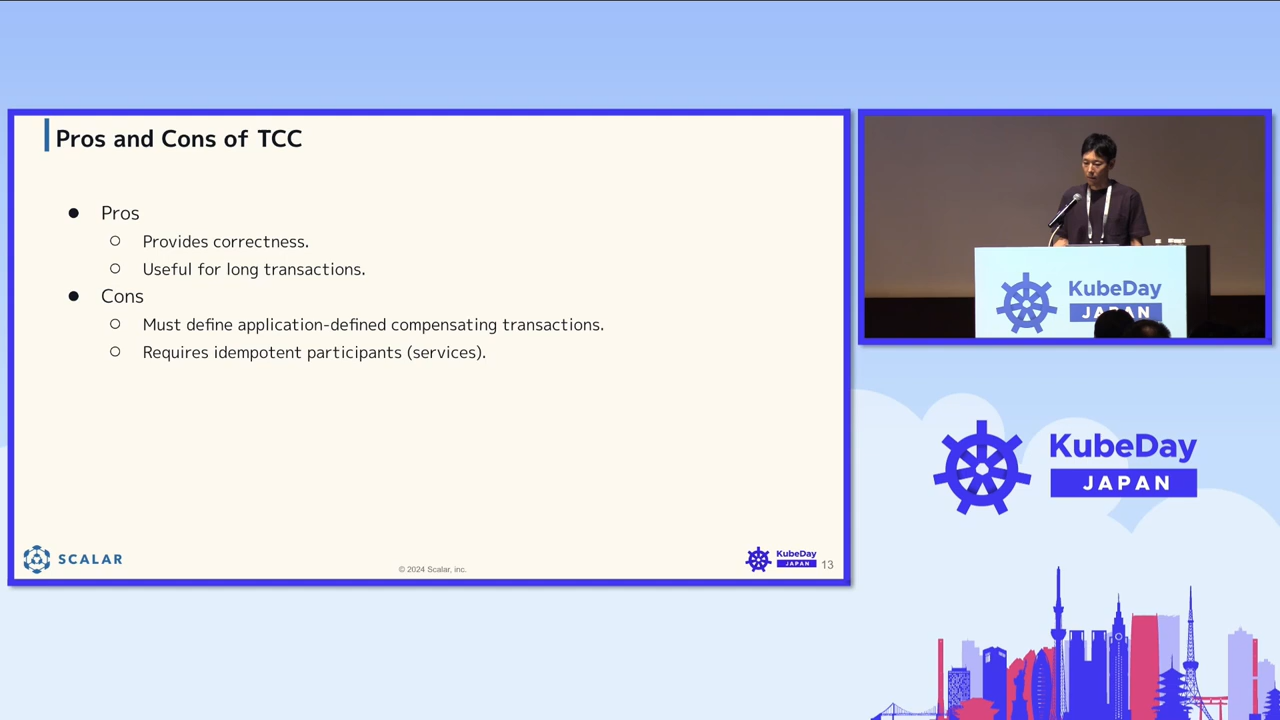 Pros and Cons of TCC
● Pros
○ Provides correctness.
○ Useful for long transactions.
● Cons
○ Must define application-defined compensating transactions.
○ Requires idempotent participants (services).
SCALAR
© 2024 Scalar, inc.
KubeDay
JAPAN
13
KubeDay
JAPAN
KubeDay
JAPAN